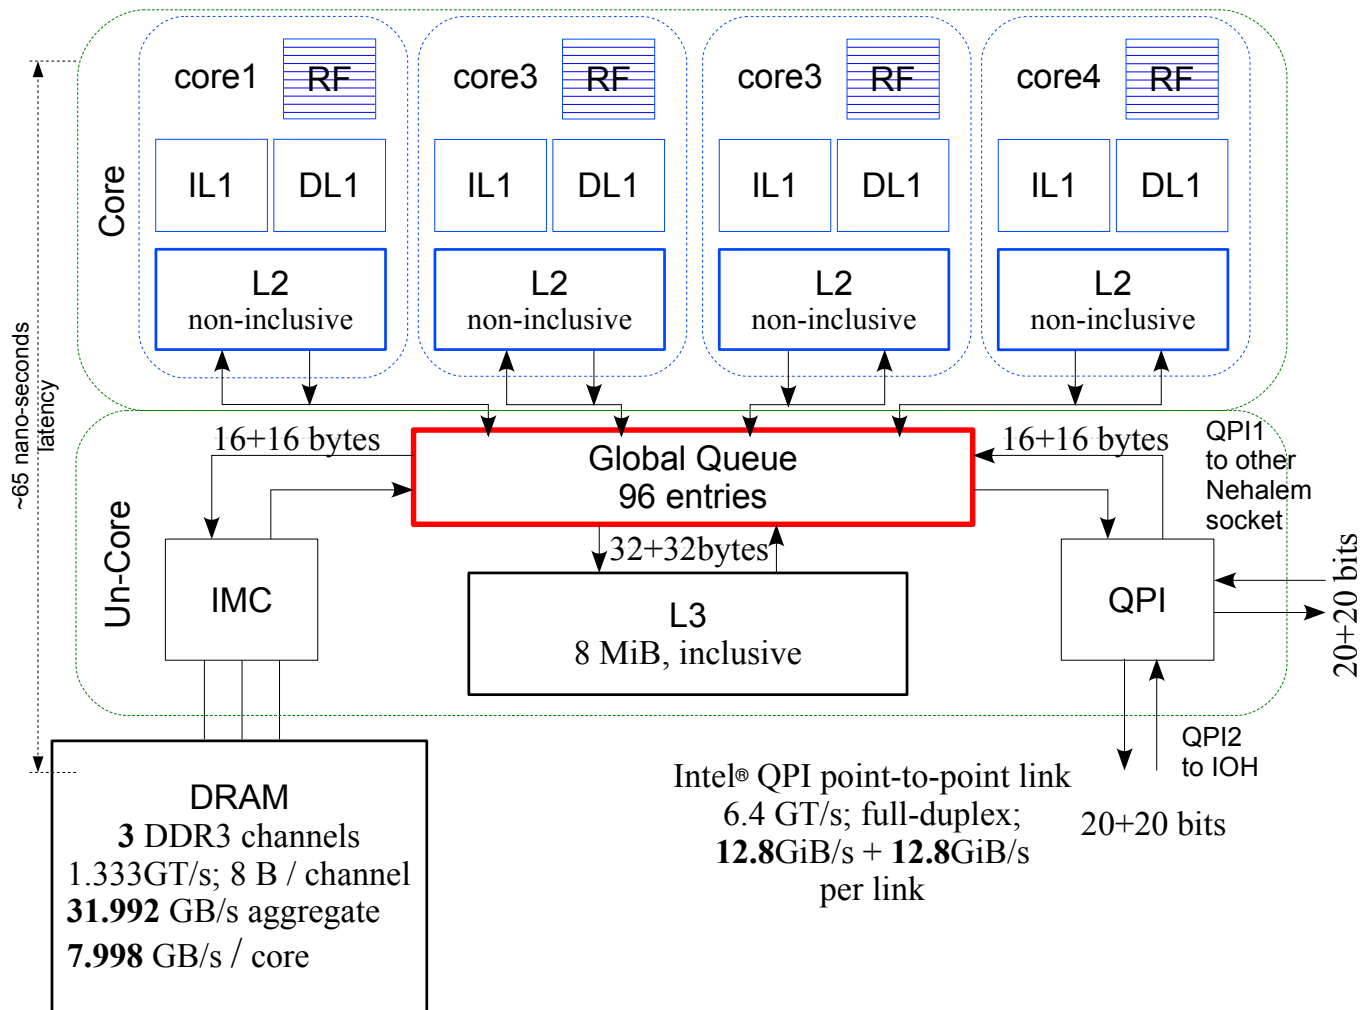 core1
RF
core3
RF
core3
RF
core4
RF
IL1
DL1
IL1
DL1
IL1
DL1
IL1
DL1
Core
L2
non-inclusive
L2
non-inclusive
L2
non-inclusive
L2
non-inclusive
~65 nano-seconds
latency
16+16 bytes
Global Queue
96 entries
16+16 bytes
QPI1
to other
Nehalem
socket
Un-Core
32+32bytes
IMC
L3
8 MiB, inclusive
QPI
20+20 bits
QPI2
to IOH
20+20 bits
DRAM
3 DDR3 channels
1.333GT/s; 8 B / channel
31.992 GB/s aggregate
7.998 GB/s / core
Intel® QPI point-to-point link
6.4 GT/s; full-duplex;
12.8GiB/s + 12.8GiB/s
per link